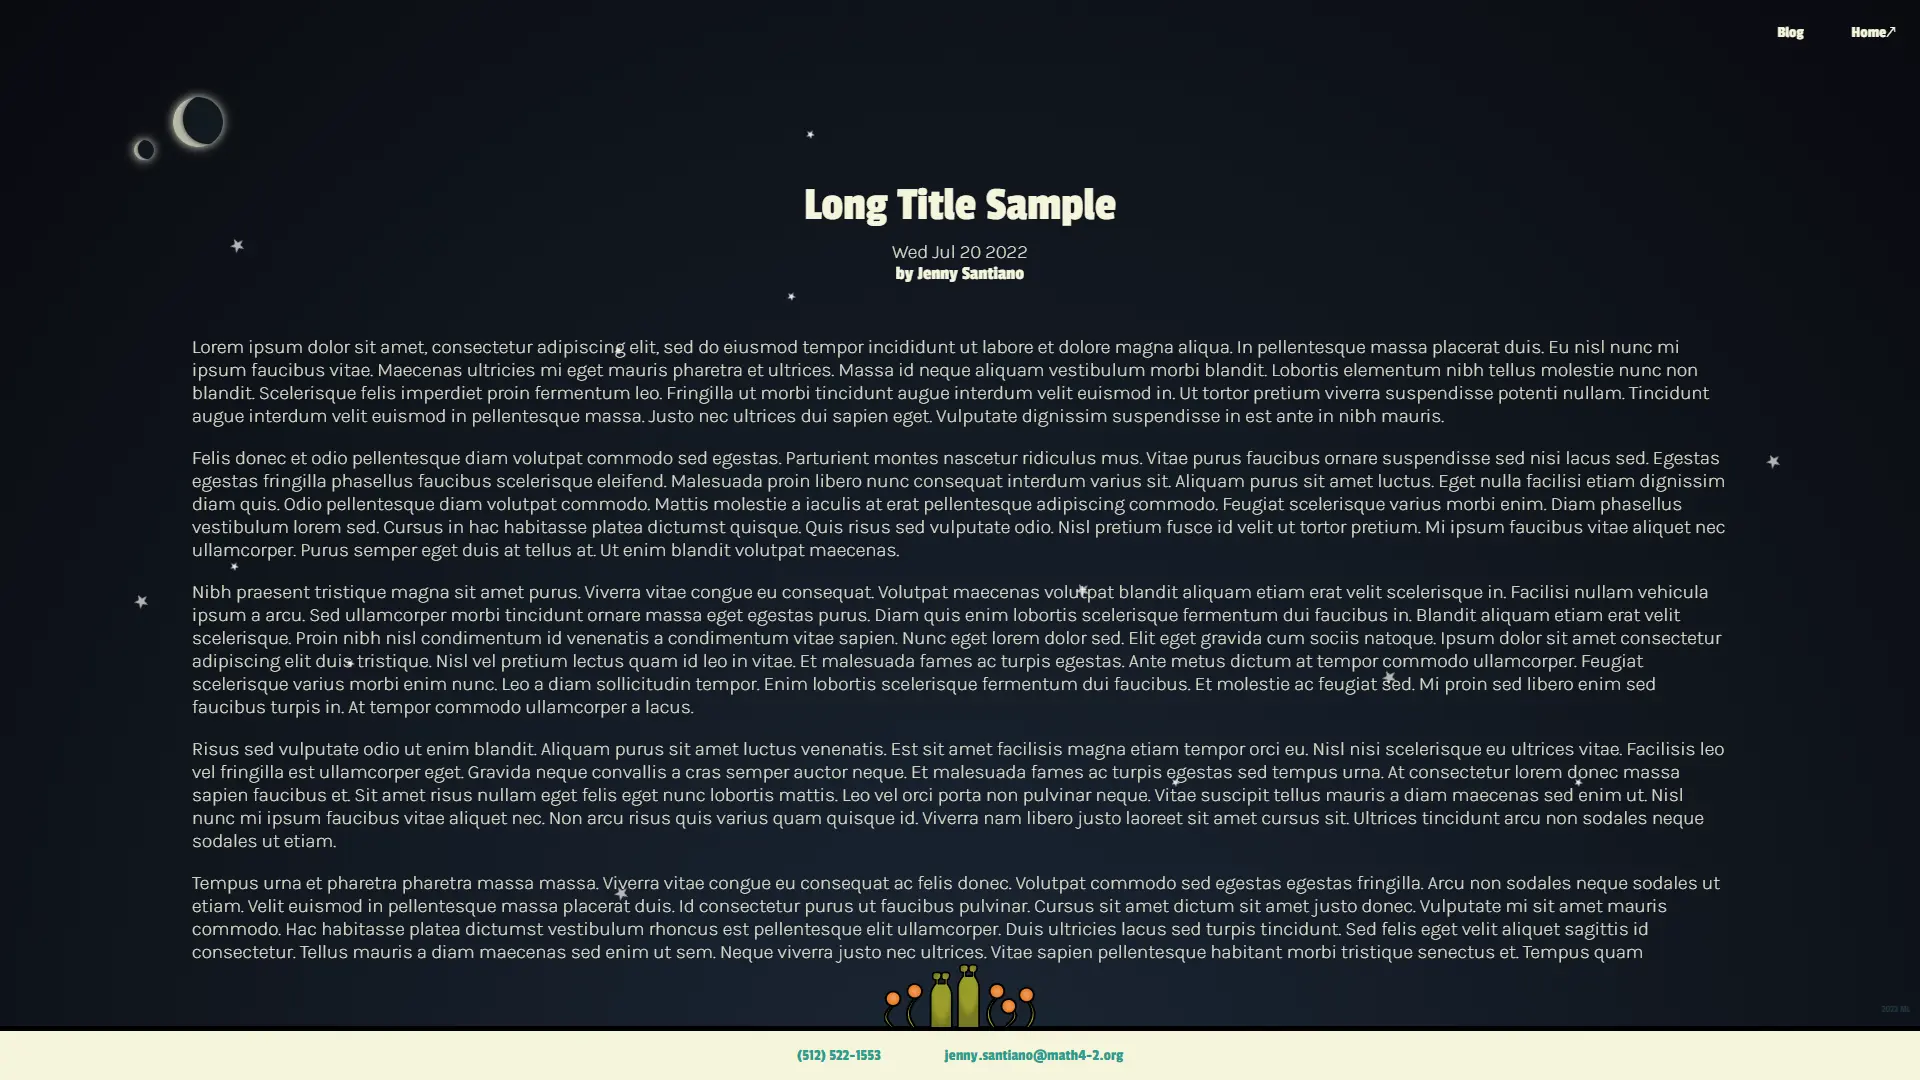 Blog
Home↗
Long Title Sample
Wed Jul 20 2022
by Jenny Santiano
Lorem ipsum dolor sit amet, consectetur adipiscing elit, sed do eiusmod tempor incididunt ut labore et dolore magna aliqua. In pellentesque massa placerat duis. Eu nisl nunc mi
ipsum faucibus vitae. Maecenas ultricies mi eget mauris pharetra et ultrices. Massa id neque aliquam vestibulum morbi blandit. Lobortis elementum nibh tellus molestie nunc non
blandit. Scelerisque felis imperdiet proin fermentum leo. Fringilla ut morbi tincidunt augue interdum velit euismod in. Ut tortor pretium viverra suspendisse potenti nullam. Tincidunt
augue interdum velit euismod in pellentesque massa. Justo nec ultrices dui sapien eget. Vulputate dignissim suspendisse in est ante in nibh mauris.
Felis donec et odio pellentesque diam volutpat commodo sed egestas. Parturient montes nascetur ridiculus mus. Vitae purus faucibus ornare suspendisse sed nisi lacus sed. Egestas
egestas fringilla phasellus faucibus scelerisque eleifend. Malesuada proin libero nunc consequat interdum varius sit. Aliquam purus sit amet luctus. Eget nulla facilisi etiam dignissim
diam quis. Odio pellentesque diam volutpat commodo. Mattis molestie a iaculis at erat pellentesque adipiscing commodo. Feugiat scelerisque varius morbi enim. Diam phasellus
vestibulum lorem sed. Cursus in hac habitasse platea dictumst quisque. Quis risus sed vulputate odio. Nisl pretium fusce id velit ut tortor pretium. Mi ipsum faucibus vitae aliquet nec
ullamcorper. Purus semper eget duis at tellus at. Ut enim blandit volutpat maecenas.
Nibh praesent tristique magna sit amet purus. Viverra vitae congue eu consequat. Volutpat maecenas volutpat blandit aliquam etiam erat velit scelerisque in. Facilisi nullam vehicula
ipsum a arcu. Sed ullamcorper morbi tincidunt ornare massa eget egestas purus. Diam quis enim lobortis scelerisque fermentum dui faucibus in. Blandit aliquam etiam erat velit
scelerisque. Proin nibh nisl condimentum id venenatis a condimentum vitae sapien. Nunc eget lorem dolor sed. Elit eget gravida cum sociis natoque. Ipsum dolor sit amet consectetur
adipiscing elit duis tristique. Nisl vel pretium lectus quam id leo in vitae. Et malesuada fames ac turpis egestas. Ante metus dictum at tempor commodo ullamcorper. Feugiat
scelerisque varius morbi enim nunc. Leo a diam sollicitudin tempor. Enim lobortis scelerisque fermentum dui faucibus. Et molestie ac feugiat sed. Mi proin sed libero enim sed
faucibus turpis in. At tempor commodo ullamcorper a lacus.
Risus sed vulputate odio ut enim blandit. Aliquam purus sit amet luctus venenatis. Est sit amet facilisis magna etiam tempor orci eu. Nisl nisi scelerisque eu ultrices vitae. Facilisis leo
vel fringilla est ullamcorper eget. Gravida neque convallis a cras semper auctor neque. Et malesuada fames ac turpis egestas sed tempus urna. At consectetur lorem donec massa
sapien faucibus et. Sit amet risus nullam eget felis eget nunc lobortis mattis. Leo vel orci porta non pulvinar neque. Vitae suscipit tellus mauris a diam maecenas sed enim ut. Nisl
nunc mi ipsum faucibus vitae aliquet nec. Non arcu risus quis varius quam quisque id. Viverra nam libero justo laoreet sit amet cursus sit. Ultrices tincidunt arcu non sodales neque
sodales ut etiam.
Tempus urna et pharetra pharetra massa massa. Viverra vitae congue eu consequat ac felis donec. Volutpat commodo sed egestas egestas fringilla. Arcu non sodales neque sodales ut
etiam. Velit euismod in pellentesque massa placerat duis. Id consectetur purus ut faucibus pulvinar. Cursus sit amet dictum sit amet justo donec. Vulputate mi sit amet mauris
commodo. Hac habitasse platea dictumst vestibulum rhoncus est pellentesque elit ullamcorper. Duis ultricies lacus sed turpis tincidunt. Sed felis eget velit aliquet sagittis id
consectetur. Tellus mauris a diam maecenas sed enim ut sem. Neque viverra justo nec ultrices. Vitae sapien pellentesque habitant morbi tristique senectus et. Tempus quam
(512) 522-1553
jenny.santiano@math4-2.org